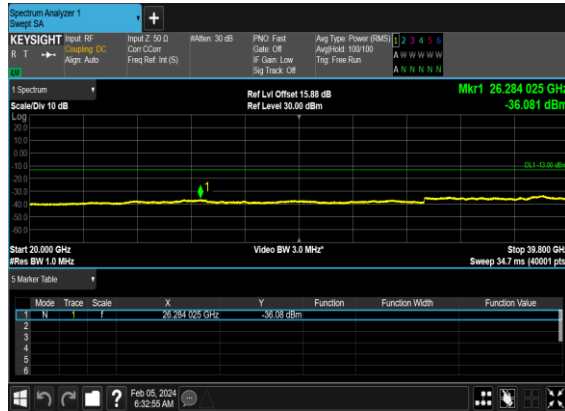 Spectrum Analyzer 1
Swept SA
+
KEYSIGHT Input: RF Input Z: 50 Ω #Atten: 30 dB PNO: Fast Avg Type: Power (RMS) 1 2 3 4 5 6
R T Coupling: DC Corr CCorr Gate: Off Avg|Hold: 100/100 A W W W W W
Align: Auto Freq Ref: Int (S) IF Gain: Low Trig: Free Run
Sig Track: Off A N N N N N
1 Spectrum Ref Lvl Offset 15.88 dB Mkr1 26.284 025 GHz
Scale/Div 10 dB Ref Level 30.00 dBm -36.081 dBm
Log
20.0
10.0
0.00
-10.0
DL1 -13.00 dBm
-20.0
1
-30.0
-40.0
-50.0
-60.0
Start 20.000 GHz Video BW 3.0 MHz* Stop 39.800 GHz
#Res BW 1.0 MHz Sweep 34.7 ms (40001 pts)
5 Marker Table
Mode Trace Scale X Y Function Function Width Function Value
1 N 1 f 26.284 025 GHz -36.08 dBm
2
3
4
5
6
? Feb 05, 2024
6:32:55 AM